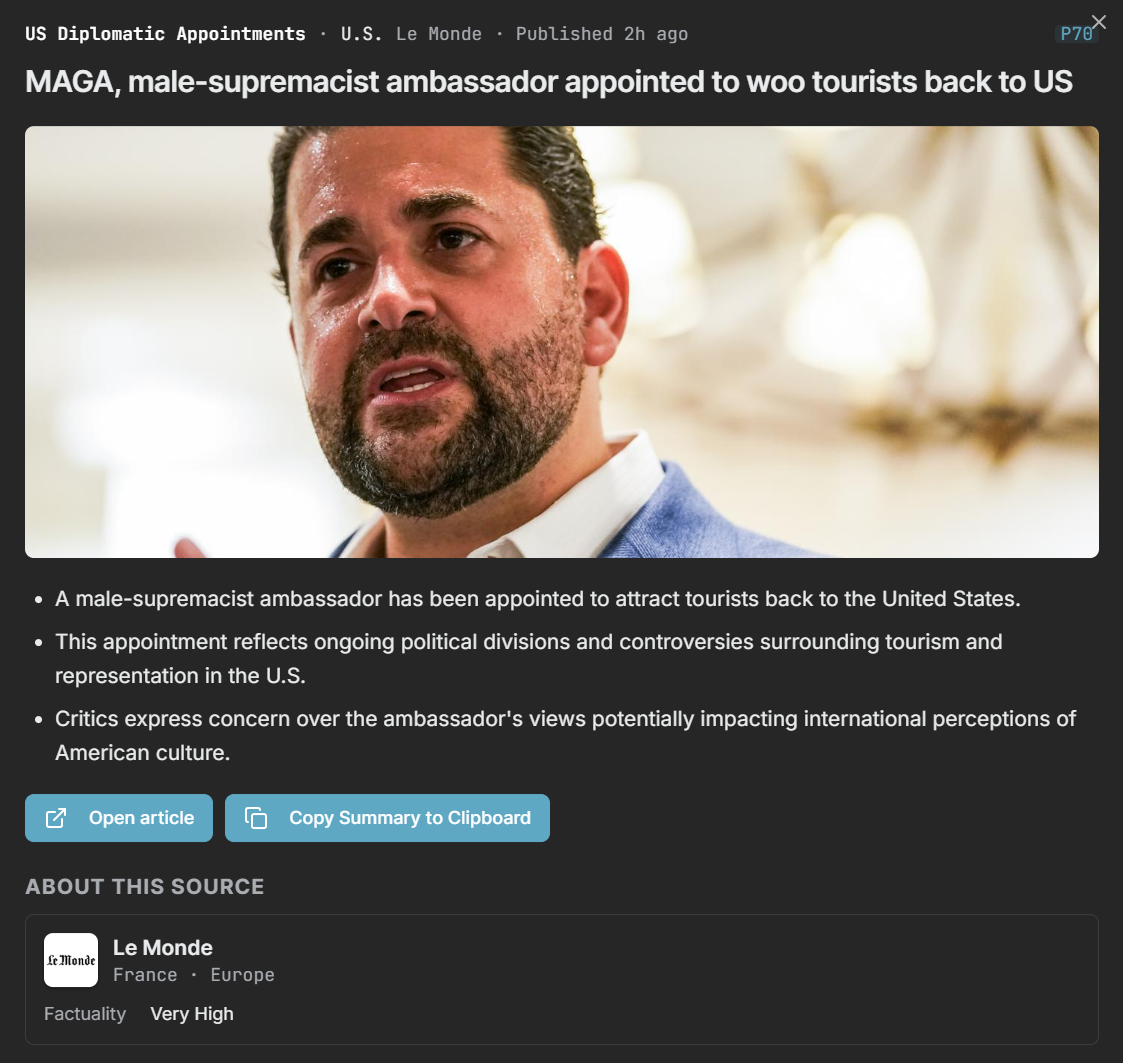 US Diplomatic Appointments · U.S. Le Monde · Published 2h ago
P70
MAGA, male-supremacist ambassador appointed to woo tourists back to US
• A male-supremacist ambassador has been appointed to attract tourists back to the United States.
• This appointment reflects ongoing political divisions and controversies surrounding tourism and
representation in the U.S.
• Critics express concern over the ambassador's views potentially impacting international perceptions of
American culture.
Open article
Copy Summary to Clipboard
ABOUT THIS SOURCE
Le Monde
Le Monde
France · Europe
Factuality Very High